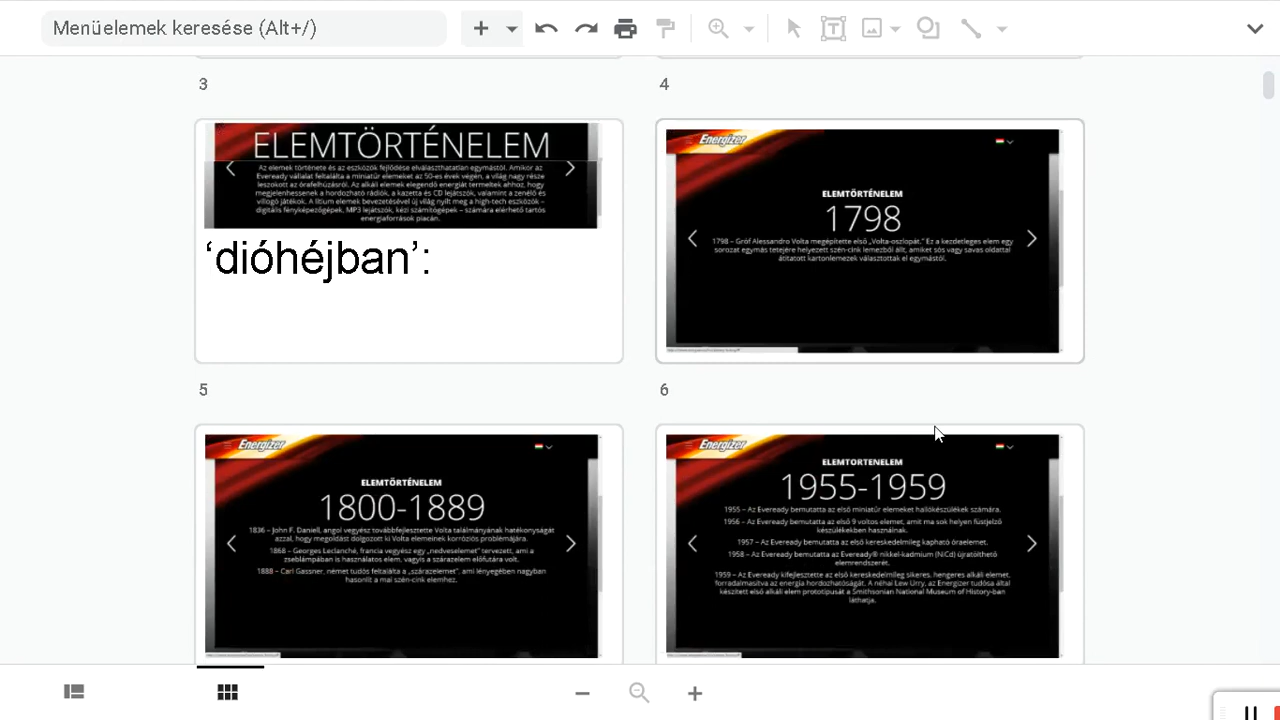 Menüelemek keresése (Alt+/)
3
4
ELEMTÖRTÉNELEM
Az elemek története és az eszközök fejlődése elválaszthatatlan egymástól. Amikor az
Eveready vállalat feltalálta a miniatűr elemeket az 50-es évek végén, a világ nagy része
leszokott az órafelhúzásról. Az alkáli elemek elegendő energiát termeltek ahhoz, hogy
megjelenhessenek a hordozható rádiók, a kazetta és CD lejátszók, valamint a zenélő és
villogó játékok. A lítium elemek bevezetésével új világ nyílt meg a high-tech eszközök –
digitális fényképezőgépek, MP3 lejátszók, kézi számítógépek – számára elérhető tartós
energiaforrások piacán.
‘dióhéjban’:
Energizer
ELEMTÖRTÉNELEM
1798
1798 – Gróf Alessandro Volta megépítette első „Volta-oszlopát.” Ez a kezdetleges elem egy
sorozat egymás tetejére helyezett szén-cink lemezből állt, amiket sós vagy savas oldattal
átitatott kartonlemezek választottak el egymástól.
5
6
Energizer
ELEMTÖRTÉNELEM
1800-1889
1836 – John F. Daniell, angol vegyész továbbfejlesztette Volta találmányának hatékonyságát
azzal, hogy megoldást dolgozott ki Volta elemeinek korróziós problémájára.
1868 – Georges Leclanché, francia vegyész egy „nedveselemet” tervezett, ami a
zseblámpában is használatos elem, vagyis a szárazelem előfutára volt.
1888 – Carl Gassner, német tudós feltalálta a „szárazelemet”, ami lényegében nagyban
hasonlít a mai szén-cink elemhez.
Energizer
ELEMTORTENELEM
1955-1959
1955 – Az Eveready bemutatta az első miniatűr elemeket hallókészülékek számára.
1956 – Az Eveready bemutatta az első 9 voltos elemet, amit ma sok helyen füstjelző
készülékekben használnak.
1957 – Az Eveready bemutatta az első kereskedelmileg kapható óraelemet.
1958 – Az Eveready bemutatta az Eveready® nikkel-kadmium (NiCd) újratölthető
elemrendszerét.
1959 – Az Eveready kifejlesztette az első kereskedelmileg sikeres, hengeres alkáli elemet,
forradalmasítva az energia hordozhatóságát. A néhai Lew Urry, az Energizer tudósa által
készített első alkáli elem prototípusát a Smithsonian National Museum of History-ban
láthatja.